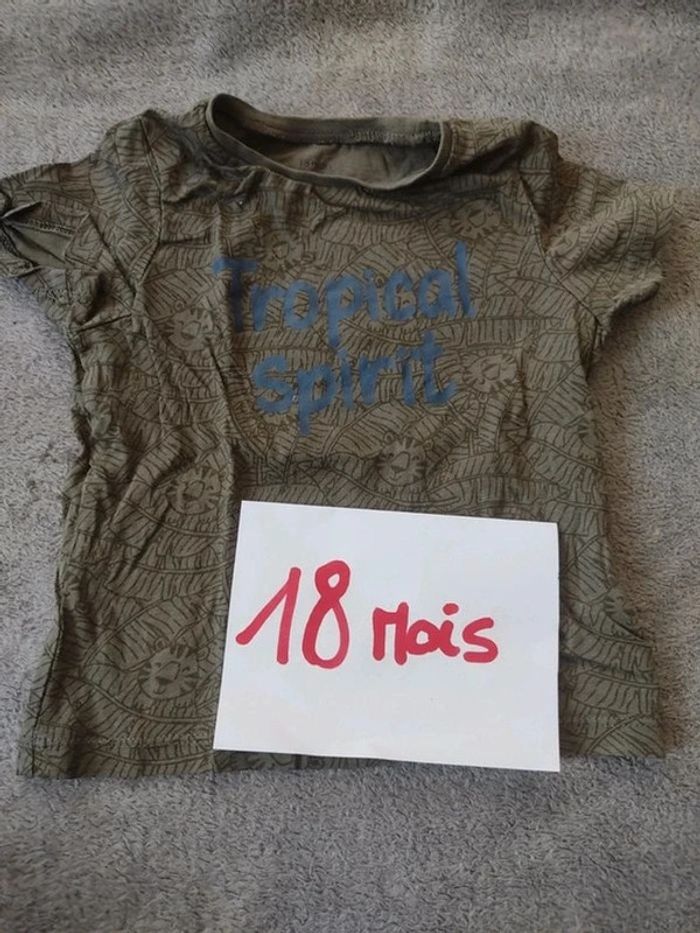 Tropical
spirit
18 Mois